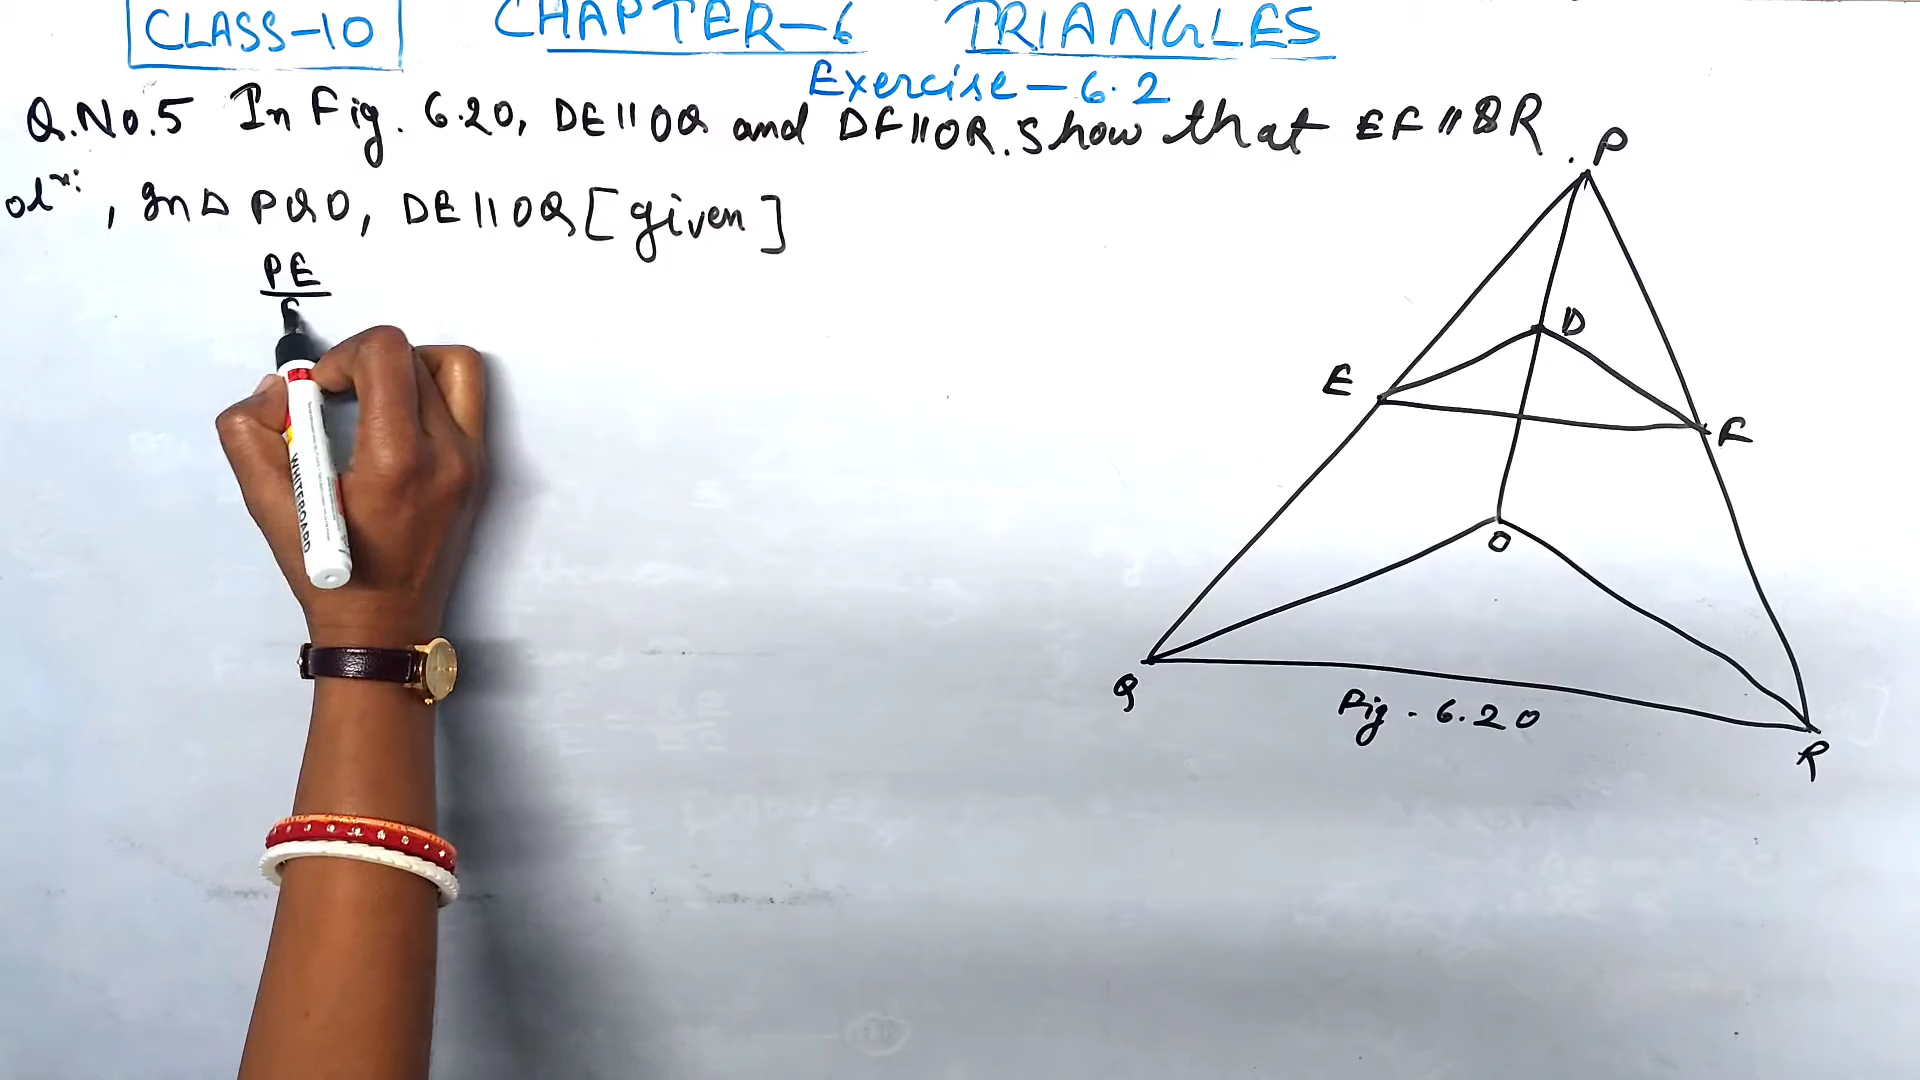 CLASS-10 CHAPTER-6 TRIANGLES
Exercise-6.2
Q.No.5 In Fig. 6.20, DE||OQ and DF||OR. Show that EF||QR.
olⁿ:, In Δ PQO, DE||OQ [given]
PE
P
D
E
F
O
Q
Fig. 6.20
R
WHITEBOARD